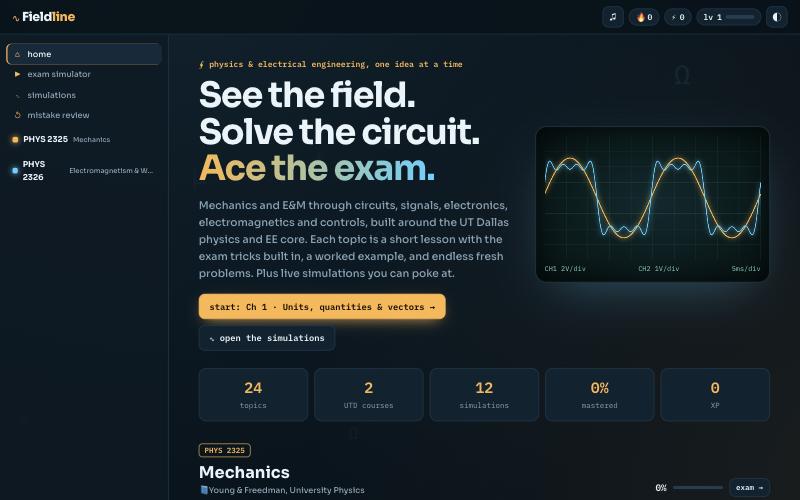 Fieldline
0
0
lv 1
home
exam simulator
simulations
mistake review
PHYS 2325 Mechanics
PHYS 2326 Electromagnetism & W...
physics & electrical engineering, one idea at a time
See the field.
Solve the circuit.
Ace the exam.
Mechanics and E&M through circuits, signals, electronics,
electromagnetics and controls, built around the UT Dallas
physics and EE core. Each topic is a short lesson with the
exam tricks built in, a worked example, and endless fresh
problems. Plus live simulations you can poke at.
start: Ch 1 · Units, quantities & vectors →
∿ open the simulations
CH1 2V/div CH2 1V/div 5ms/div
24 2 12 0% 0
topics UTD courses simulations mastered XP
PHYS 2325
Mechanics
Young & Freedman, University Physics
0% exam →
Ω
Ω